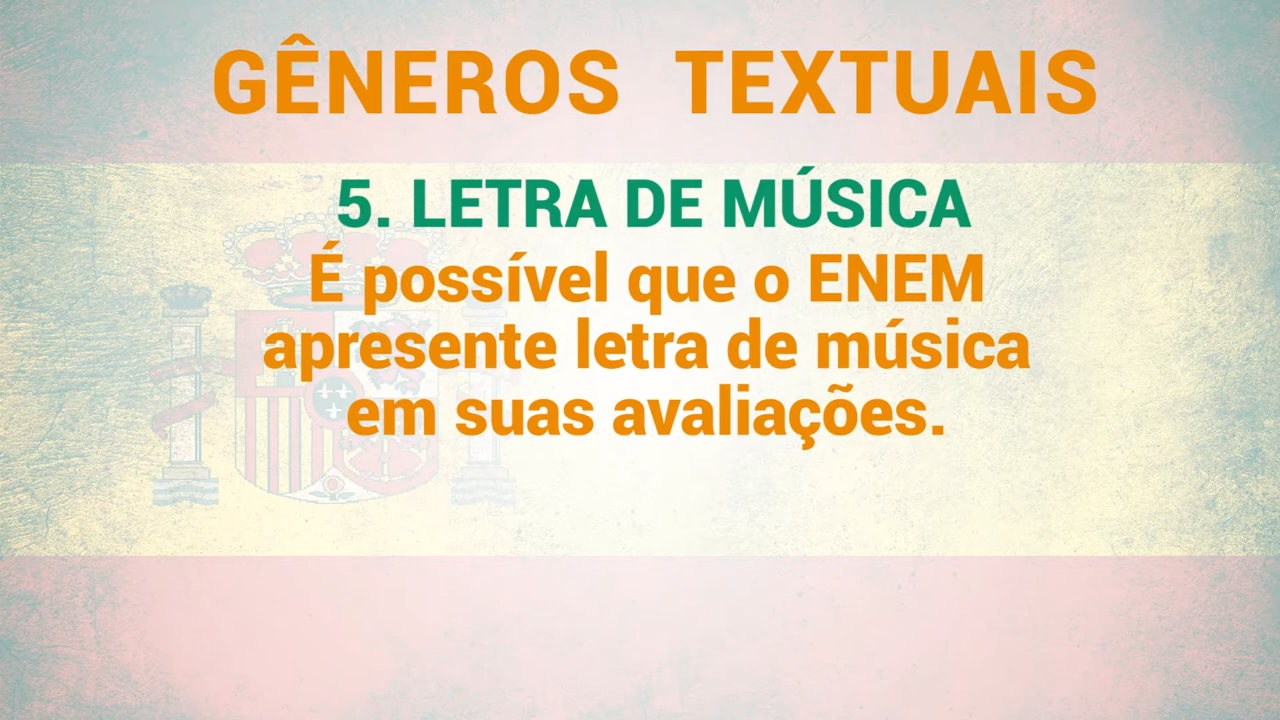 GÊNEROS TEXTUAIS
5. LETRA DE MÚSICA
É possível que o ENEM
apresente letra de música
em suas avaliações.